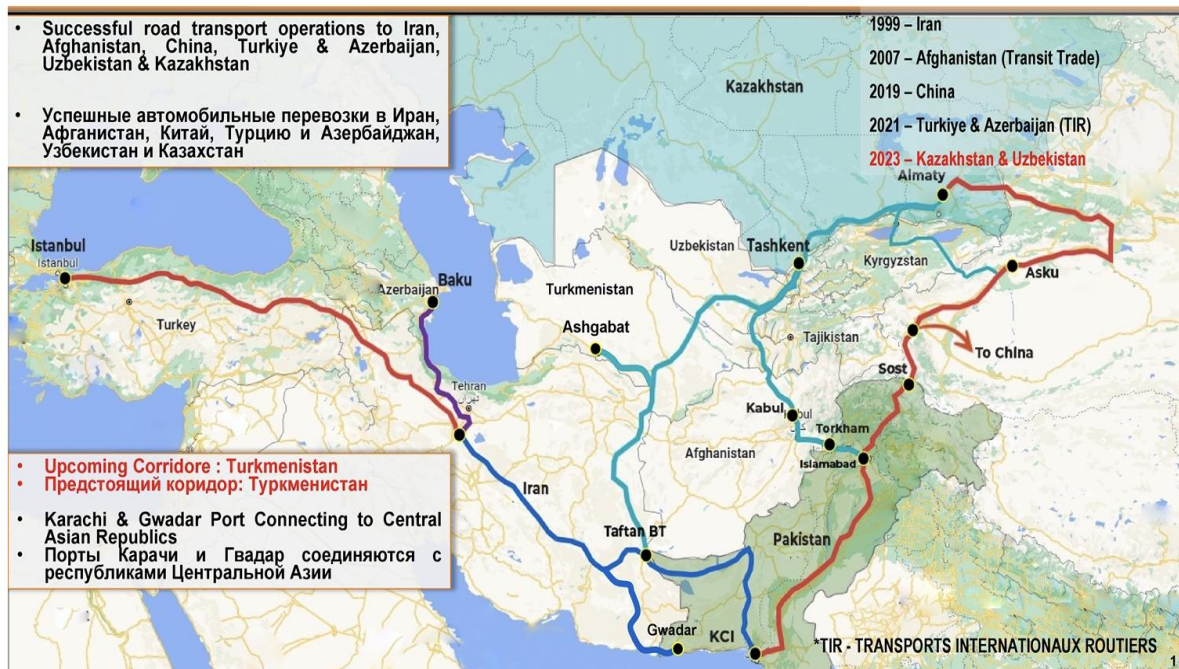 • Successful road transport operations to Iran,
Afghanistan, China, Turkiye & Azerbaijan,
Uzbekistan & Kazakhstan
• Успешные автомобильные перевозки в Иран,
Афганистан, Китай, Турцию и Азербайджан,
Узбекистан и Казахстан
1999 – Iran
2007 – Afghanistan (Transit Trade)
2019 – China
2021 – Turkiye & Azerbaijan (TIR)
2023 – Kazakhstan & Uzbekistan
Kazakhstan
Almaty
Istanbul
Istanbul
Uzbekistan
Tashkent
Kyrgyzstan
Asku
Baku
Azerbaijan
Turkmenistan
Turkey
Ashgabat
Tajikistan
To China
Sost
Tehran
تهران
Kabul
Torkham
Islamabad
Afghanistan
Iran
Taftan BT
Pakistan
Gwadar
KCI
• Upcoming Corridore : Turkmenistan
• Предстоящий коридор: Туркменистан
• Karachi & Gwadar Port Connecting to Central
Asian Republics
• Порты Карачи и Гвадар соединяются с
республиками Центральной Азии
*TIR - TRANSPORTS INTERNATIONAUX ROUTIERS
1